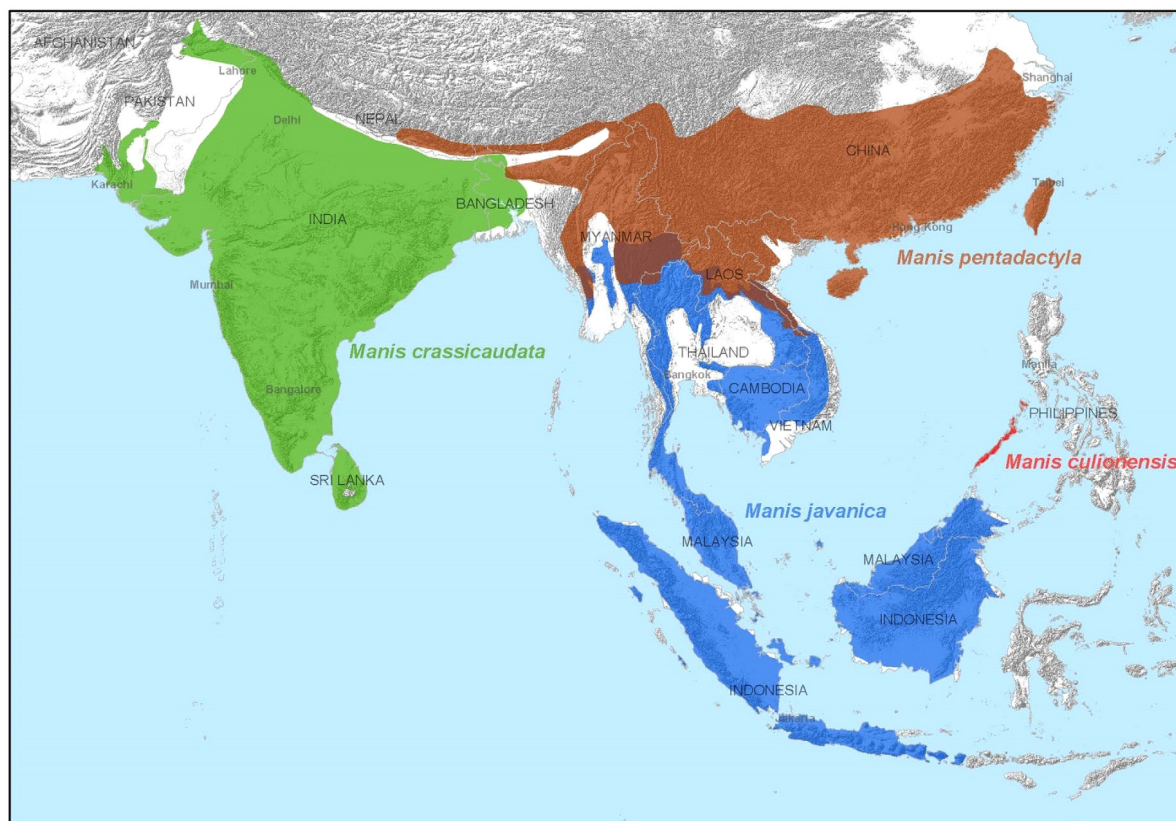 AFGHANISTAN
Lahore
Shanghai
PAKISTAN
Delhi
NEPAL
CHINA
Karachi
Taipei
BANGLADESH
INDIA
Hong Kong
MYANMAR
Manis pentadactyla
LAOS
Mumbai
Manis crassicaudata
THAILAND
Manila
Bangkok
Bangalore
CAMBODIA
PHILIPPINES
VIETNAM
Manis culionensis
SRI LANKA
Manis javanica
MALAYSIA
MALAYSIA
INDONESIA
INDONESIA
Jakarta